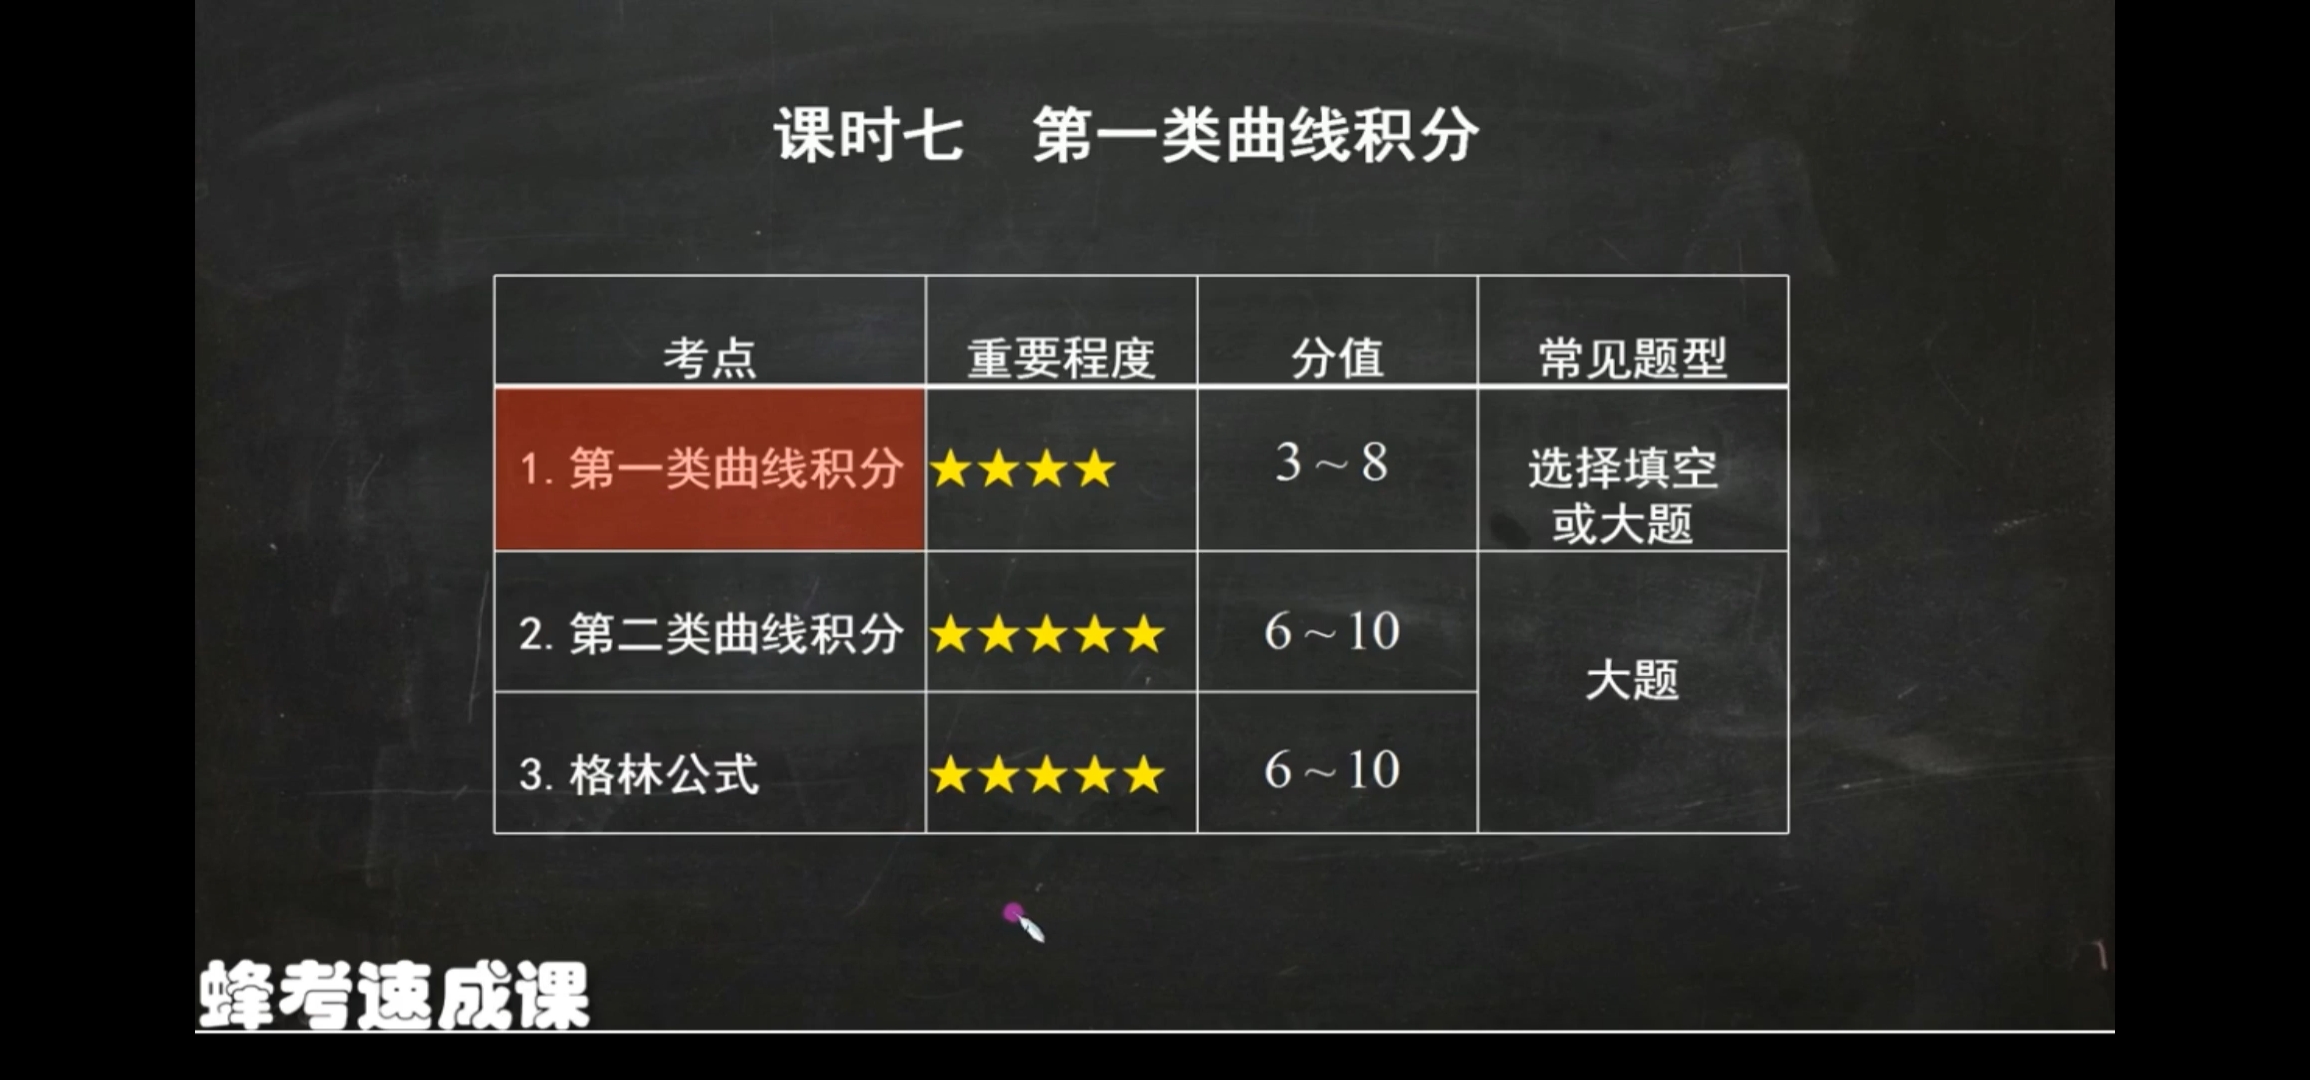 课时七 第一类曲线积分
考点 重要程度 分值 常见题型
1. 第一类曲线积分 ★★★★ 3~8 选择填空
或大题
2. 第二类曲线积分 ★★★★★ 6~10
大题
3. 格林公式 ★★★★★ 6~10
蜂考速成课